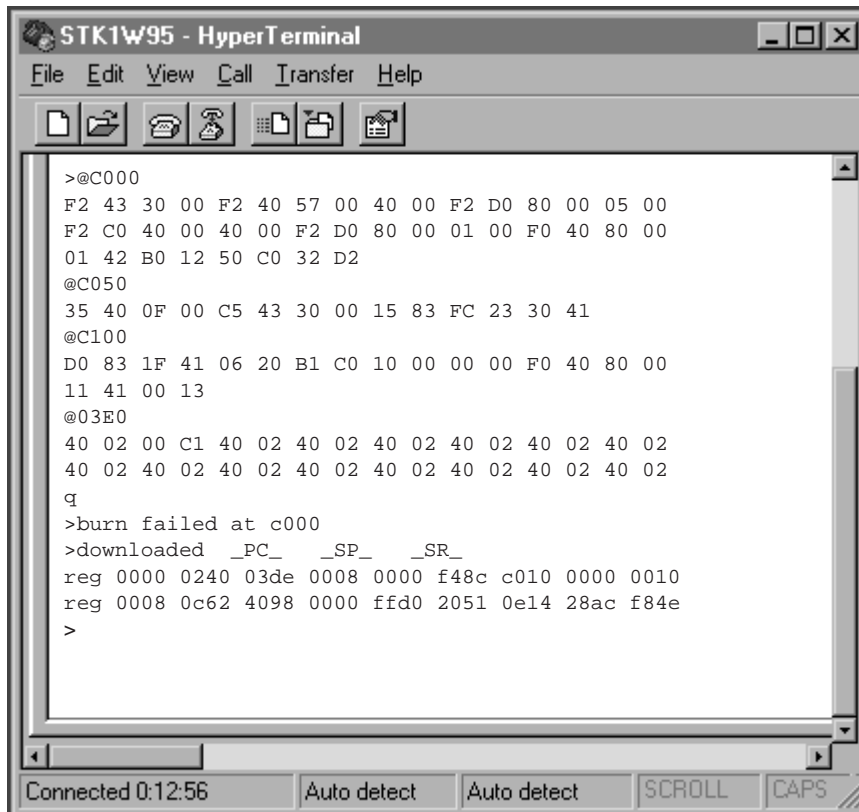 STK1W95 - HyperTerminal
File Edit View Call Transfer Help
>@C000
F2 43 30 00 F2 40 57 00 40 00 F2 D0 80 00 05 00
F2 C0 40 00 40 00 F2 D0 80 00 01 00 F0 40 80 00
01 42 B0 12 50 C0 32 D2
@C050
35 40 0F 00 C5 43 30 00 15 83 FC 23 30 41
@C100
D0 83 1F 41 06 20 B1 C0 10 00 00 00 F0 40 80 00
11 41 00 13
@03E0
40 02 00 C1 40 02 40 02 40 02 40 02 40 02 40 02
40 02 40 02 40 02 40 02 40 02 40 02 40 02 40 02
q
>burn failed at c000
>downloaded _PC_ _SP_ _SR_
reg 0000 0240 03de 0008 0000 f48c c010 0000 0010
reg 0008 0c62 4098 0000 ffd0 2051 0e14 28ac f84e
>
Connected 0:12:56 Auto detect Auto detect SCROLL CAPS